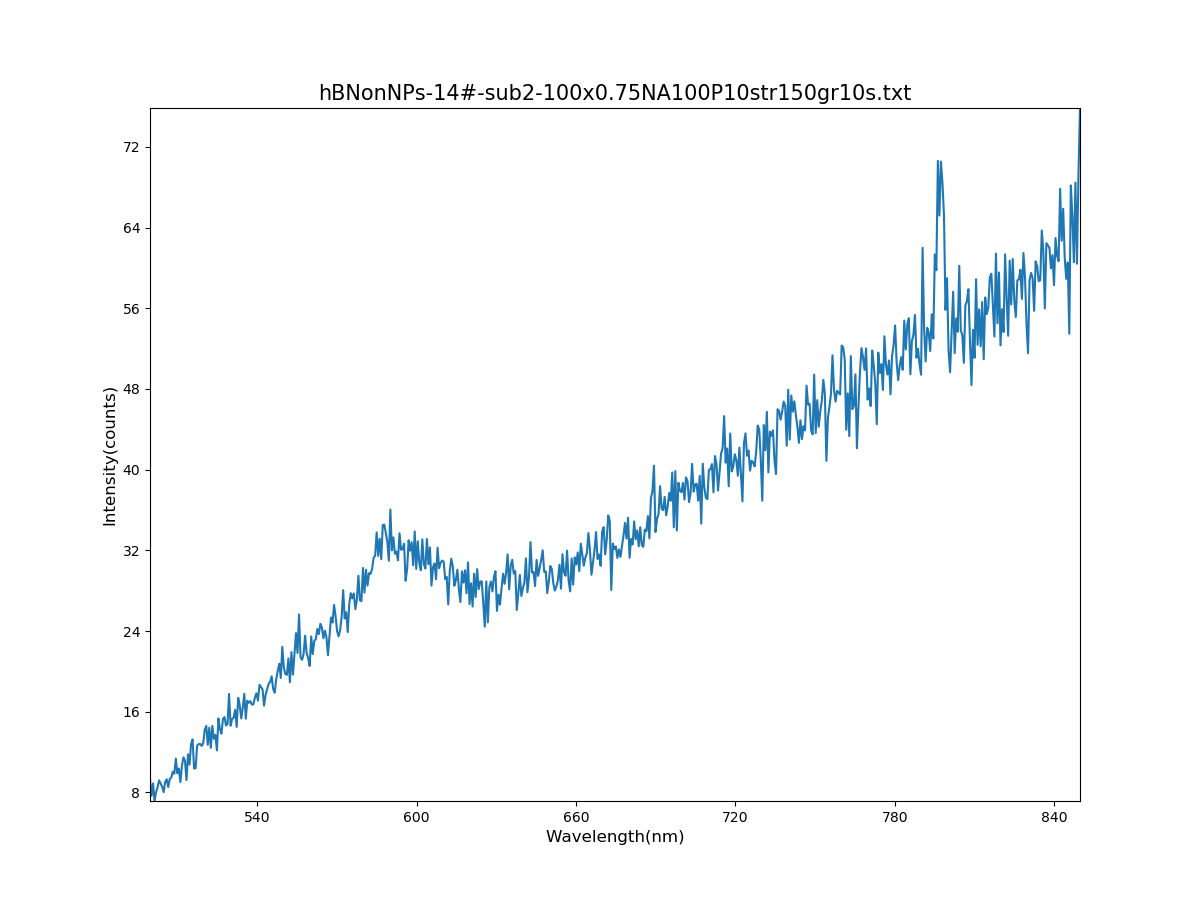 hBNonNPs-14#-sub2-100x0.75NA100P10str150gr10s.txt
72
64
56
48
40
32
24
16
8
Intensity(counts)
540 600 660 720 780 840
Wavelength(nm)